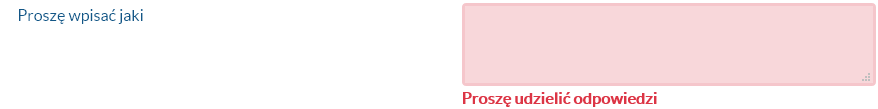 Proszę wpisać jaki
Proszę udzielić odpowiedzi